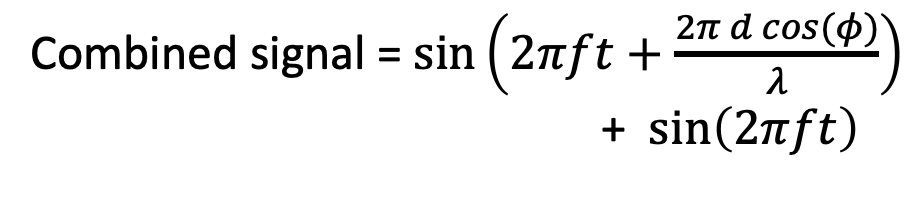 Combined signal = sin (2πft + 2π d cos(ϕ)/λ)
+ sin(2πft)